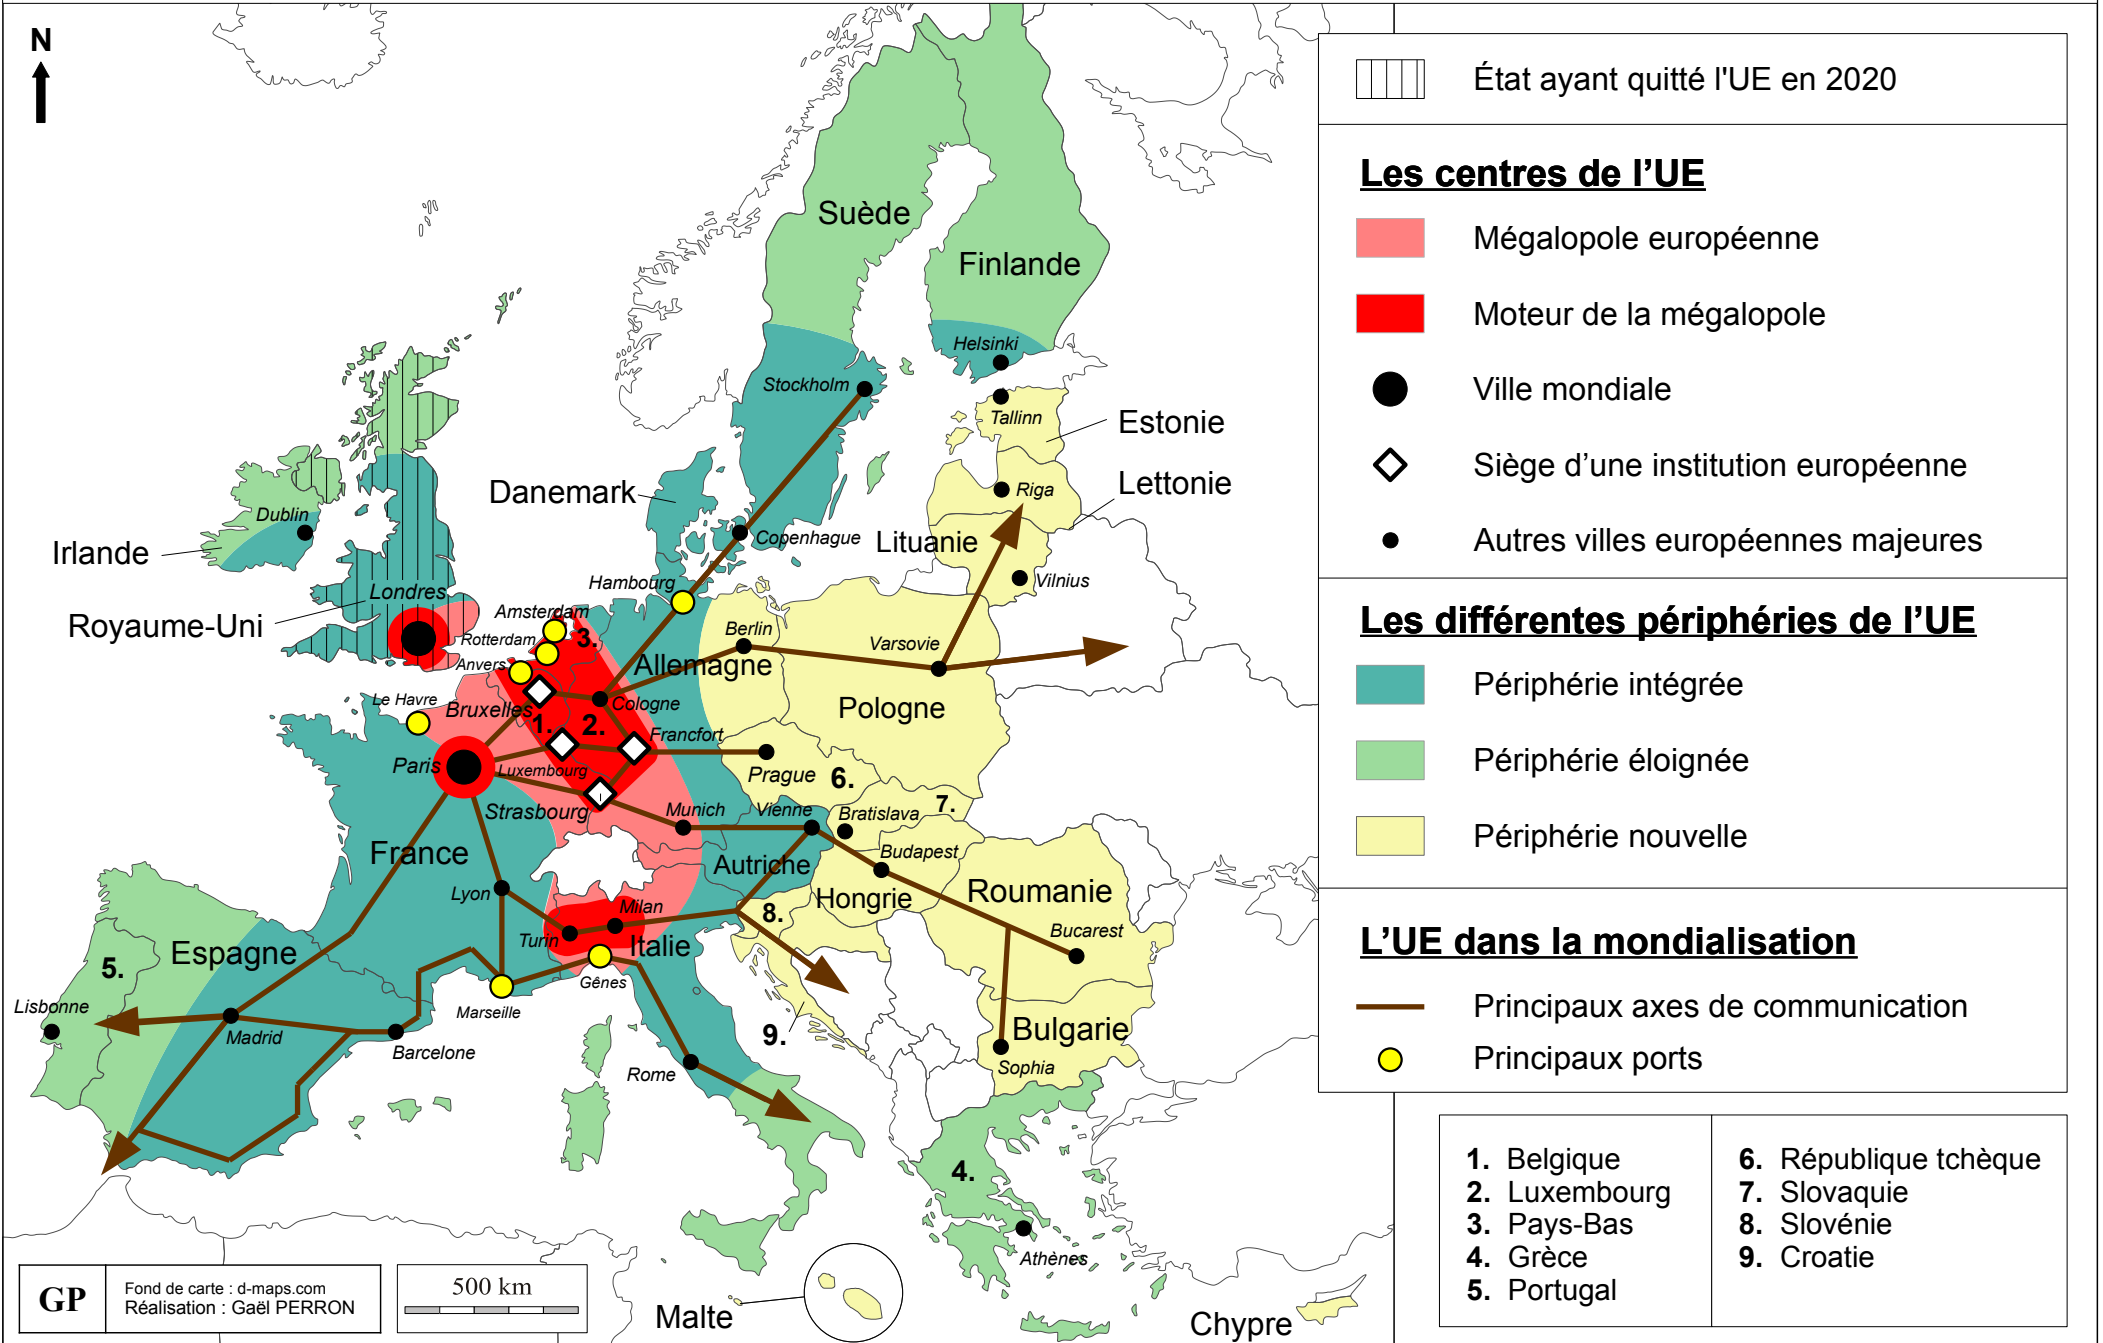 N
Suède
Finlande
Helsinki
Stockholm
Tallinn
Estonie
Lettonie
Riga
Danemark
Dublin
Copenhague
Lituanie
Irlande
Vilnius
Hambourg
Londres
Royaume-Uni
Amsterdam
Rotterdam
3.
Berlin
Varsovie
Anvers
Allemagne
Le Havre
Bruxelles
Cologne
Pologne
1.
2.
Francfort
Paris
Luxembourg
Prague
6.
Strasbourg
Munich
Vienne
Bratislava
7.
France
Autriche
Budapest
Lyon
Hongrie
Roumanie
Milan
8.
Turin
Italie
Bucarest
Espagne
5.
Gênes
Lisbonne
Marseille
Madrid
Barcelone
9.
Bulgarie
Rome
Sophia
4.
Athènes
Malte
Chypre
GP
Fond de carte : d-maps.com
Réalisation : Gaël PERRON
500 km
État ayant quitté l'UE en 2020
Les centres de l’UE
Mégalopole européenne
Moteur de la mégalopole
Ville mondiale
Siège d’une institution européenne
Autres villes européennes majeures
Les différentes périphéries de l’UE
Périphérie intégrée
Périphérie éloignée
Périphérie nouvelle
L’UE dans la mondialisation
Principaux axes de communication
Principaux ports
1. Belgique
2. Luxembourg
3. Pays-Bas
4. Grèce
5. Portugal
6. République tchèque
7. Slovaquie
8. Slovénie
9. Croatie